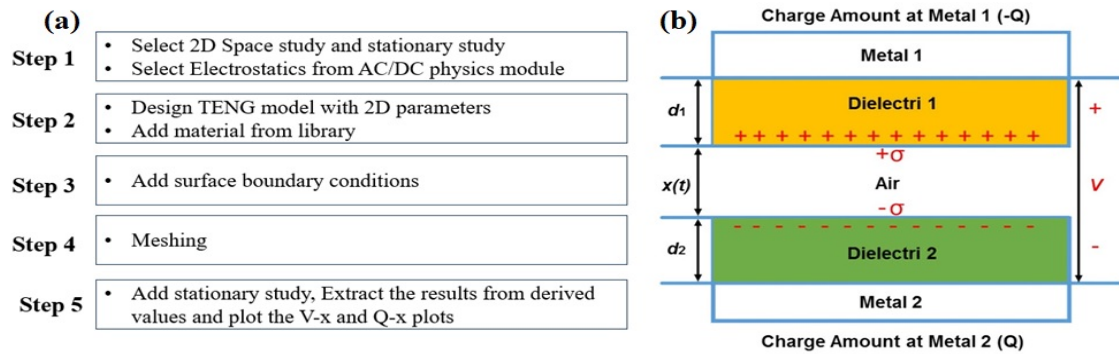 (a)
Step 1
• Select 2D Space study and stationary study
• Select Electrostatics from AC/DC physics module
Step 2
• Design TENG model with 2D parameters
• Add material from library
Step 3
• Add surface boundary conditions
Step 4
• Meshing
Step 5
• Add stationary study, Extract the results from derived
values and plot the V-x and Q-x plots
(b)
Charge Amount at Metal 1 (-Q)
Metal 1
d1
Dielectri 1
+ + + + + + + + + + + + +
+σ
x(t)
Air
-σ
- - - - - - - - - - - - -
d2
Dielectri 2
+
V
-
Metal 2
Charge Amount at Metal 2 (Q)